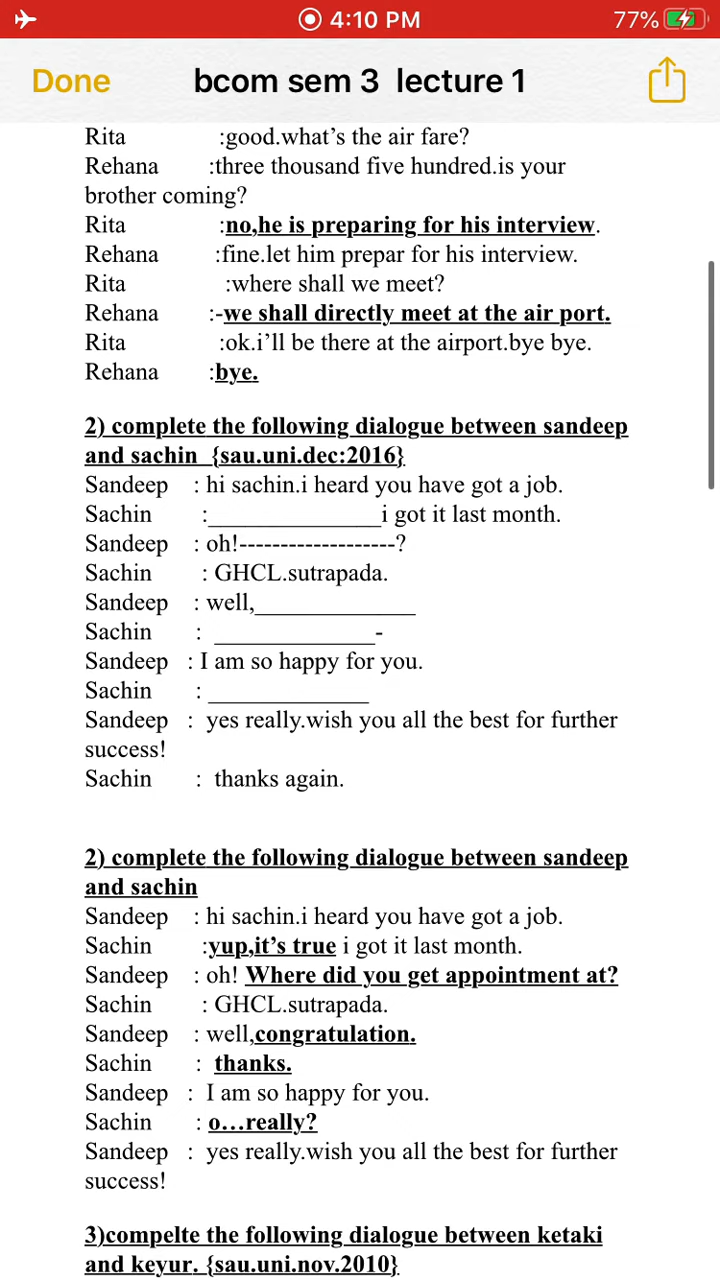 4:10 PM
77%
Done
bcom sem 3 lecture 1
Rita :good.what's the air fare?
Rehana :three thousand five hundred.is your
brother coming?
Rita :no,he is preparing for his interview.
Rehana :fine.let him prepar for his interview.
Rita :where shall we meet?
Rehana :-we shall directly meet at the air port.
Rita :ok.i'll be there at the airport.bye bye.
Rehana :bye.
2) complete the following dialogue between sandeep
and sachin {sau.uni.dec:2016}
Sandeep : hi sachin.i heard you have got a job.
Sachin :______________i got it last month.
Sandeep : oh!-------------------?
Sachin : GHCL.sutrapada.
Sandeep : well,_____________
Sachin : _____________-
Sandeep : I am so happy for you.
Sachin : _____________
Sandeep : yes really.wish you all the best for further
success!
Sachin : thanks again.
2) complete the following dialogue between sandeep
and sachin
Sandeep : hi sachin.i heard you have got a job.
Sachin :yup,it's true i got it last month.
Sandeep : oh! Where did you get appointment at?
Sachin : GHCL.sutrapada.
Sandeep : well,congratulation.
Sachin : thanks.
Sandeep : I am so happy for you.
Sachin : o…really?
Sandeep : yes really.wish you all the best for further
success!
3)compelte the following dialogue between ketaki
and keyur. {sau.uni.nov.2010}